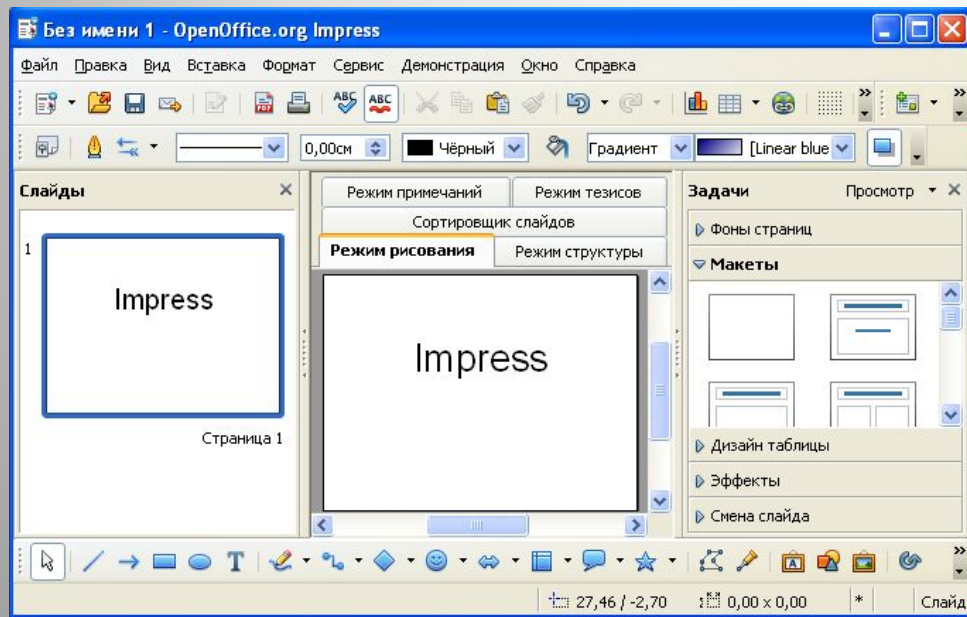 Без имени 1 - OpenOffice.org Impress
Файл Правка Вид Вставка Формат Сервис Демонстрация Окно Справка
ABC ABC
0,00см Чёрный Градиент [Linear blue
Слайды
1
Impress
Страница 1
Режим примечаний Режим тезисов
Сортировщик слайдов
Режим рисования Режим структуры
Impress
Задачи Просмотр
Фоны страниц
Макеты
Дизайн таблицы
Эффекты
Смена слайда
T A
27,46 / -2,70 0,00 x 0,00 * Слайд